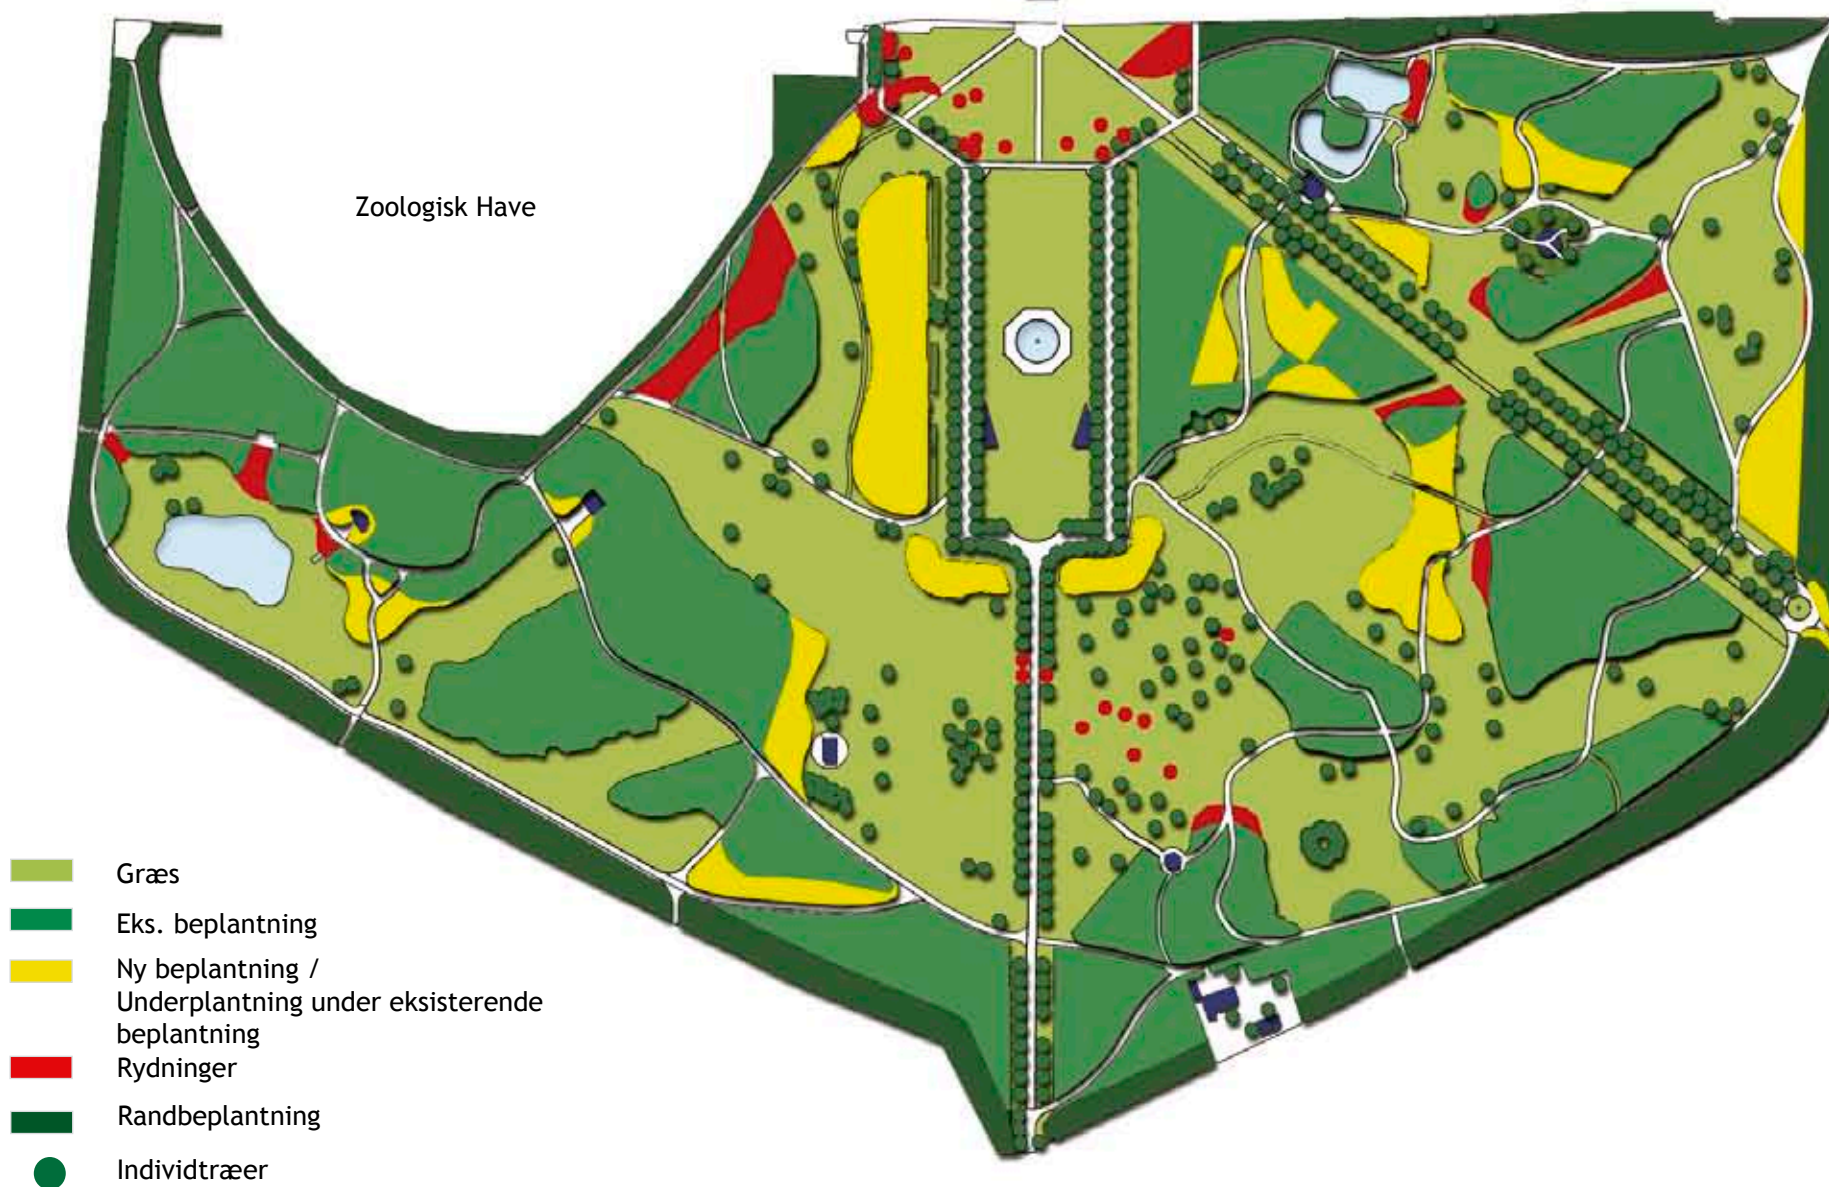 Zoologisk Have
Græs
Eks. beplantning
Ny beplantning /
Underplantning under eksisterende
beplantning
Rydninger
Randbeplantning
Individtræer